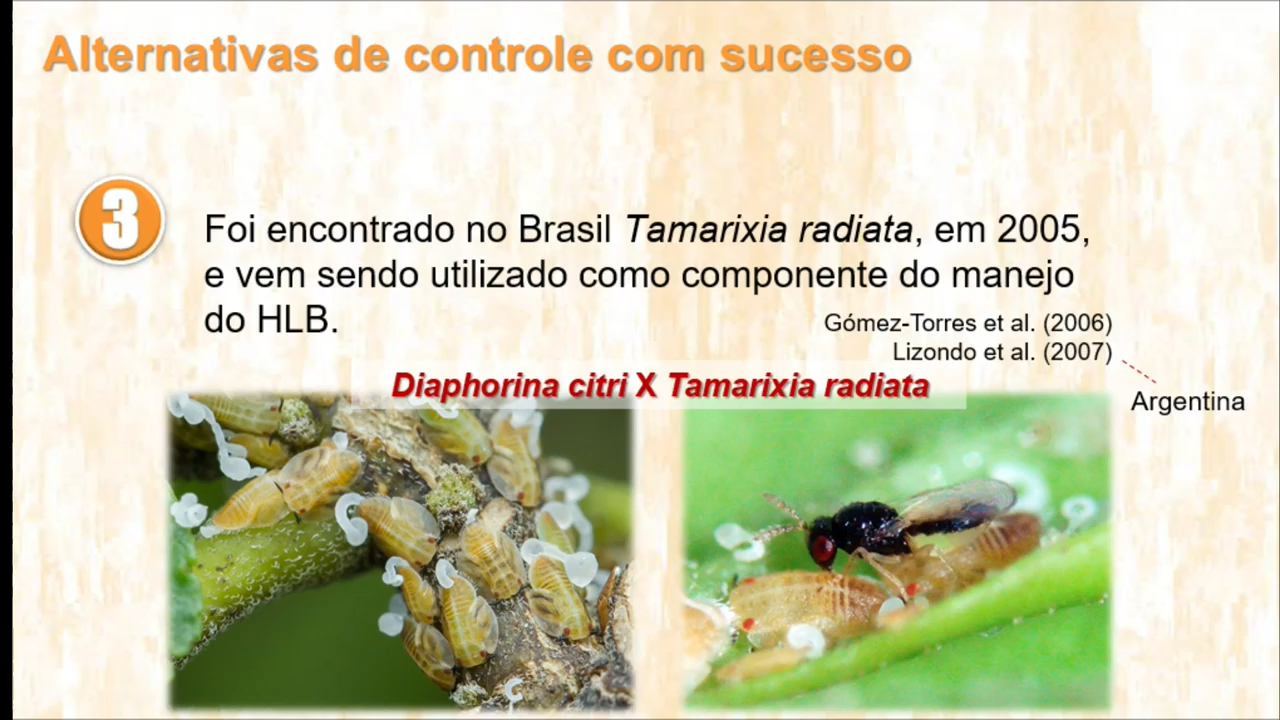 Alternativas de controle com sucesso
3
Foi encontrado no Brasil Tamarixia radiata, em 2005,
e vem sendo utilizado como componente do manejo
do HLB.
Gómez-Torres et al. (2006)
Lizondo et al. (2007)
Diaphorina citri X Tamarixia radiata
Argentina